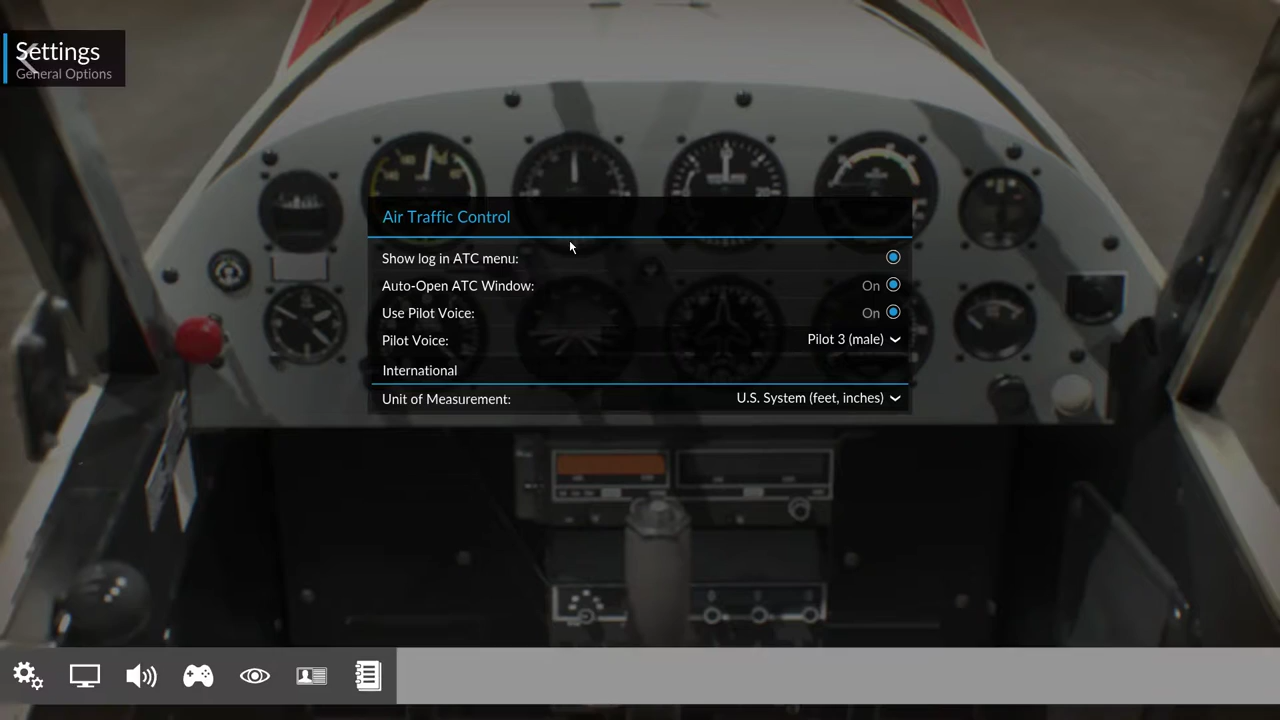 Settings
General Options
Air Traffic Control
Show log in ATC menu:
Auto-Open ATC Window: On
Use Pilot Voice: On
Pilot Voice: Pilot 3 (male)
International
Unit of Measurement: U.S. System (feet, inches)